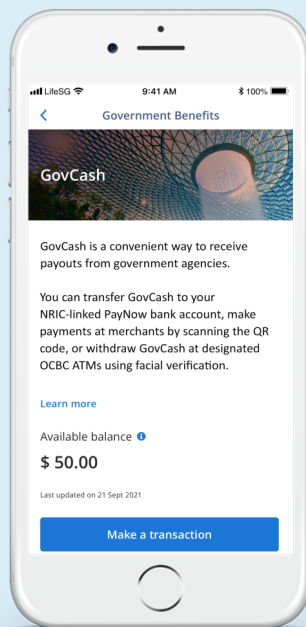 LifeSG 9:41 AM 100%
Government Benefits
GovCash
GovCash is a convenient way to receive
payouts from government agencies.
You can transfer GovCash to your
NRIC-linked PayNow bank account, make
payments at merchants by scanning the QR
code, or withdraw GovCash at designated
OCBC ATMs using facial verification.
Learn more
Available balance
$ 50.00
Last updated on 21 Sept 2021
Make a transaction